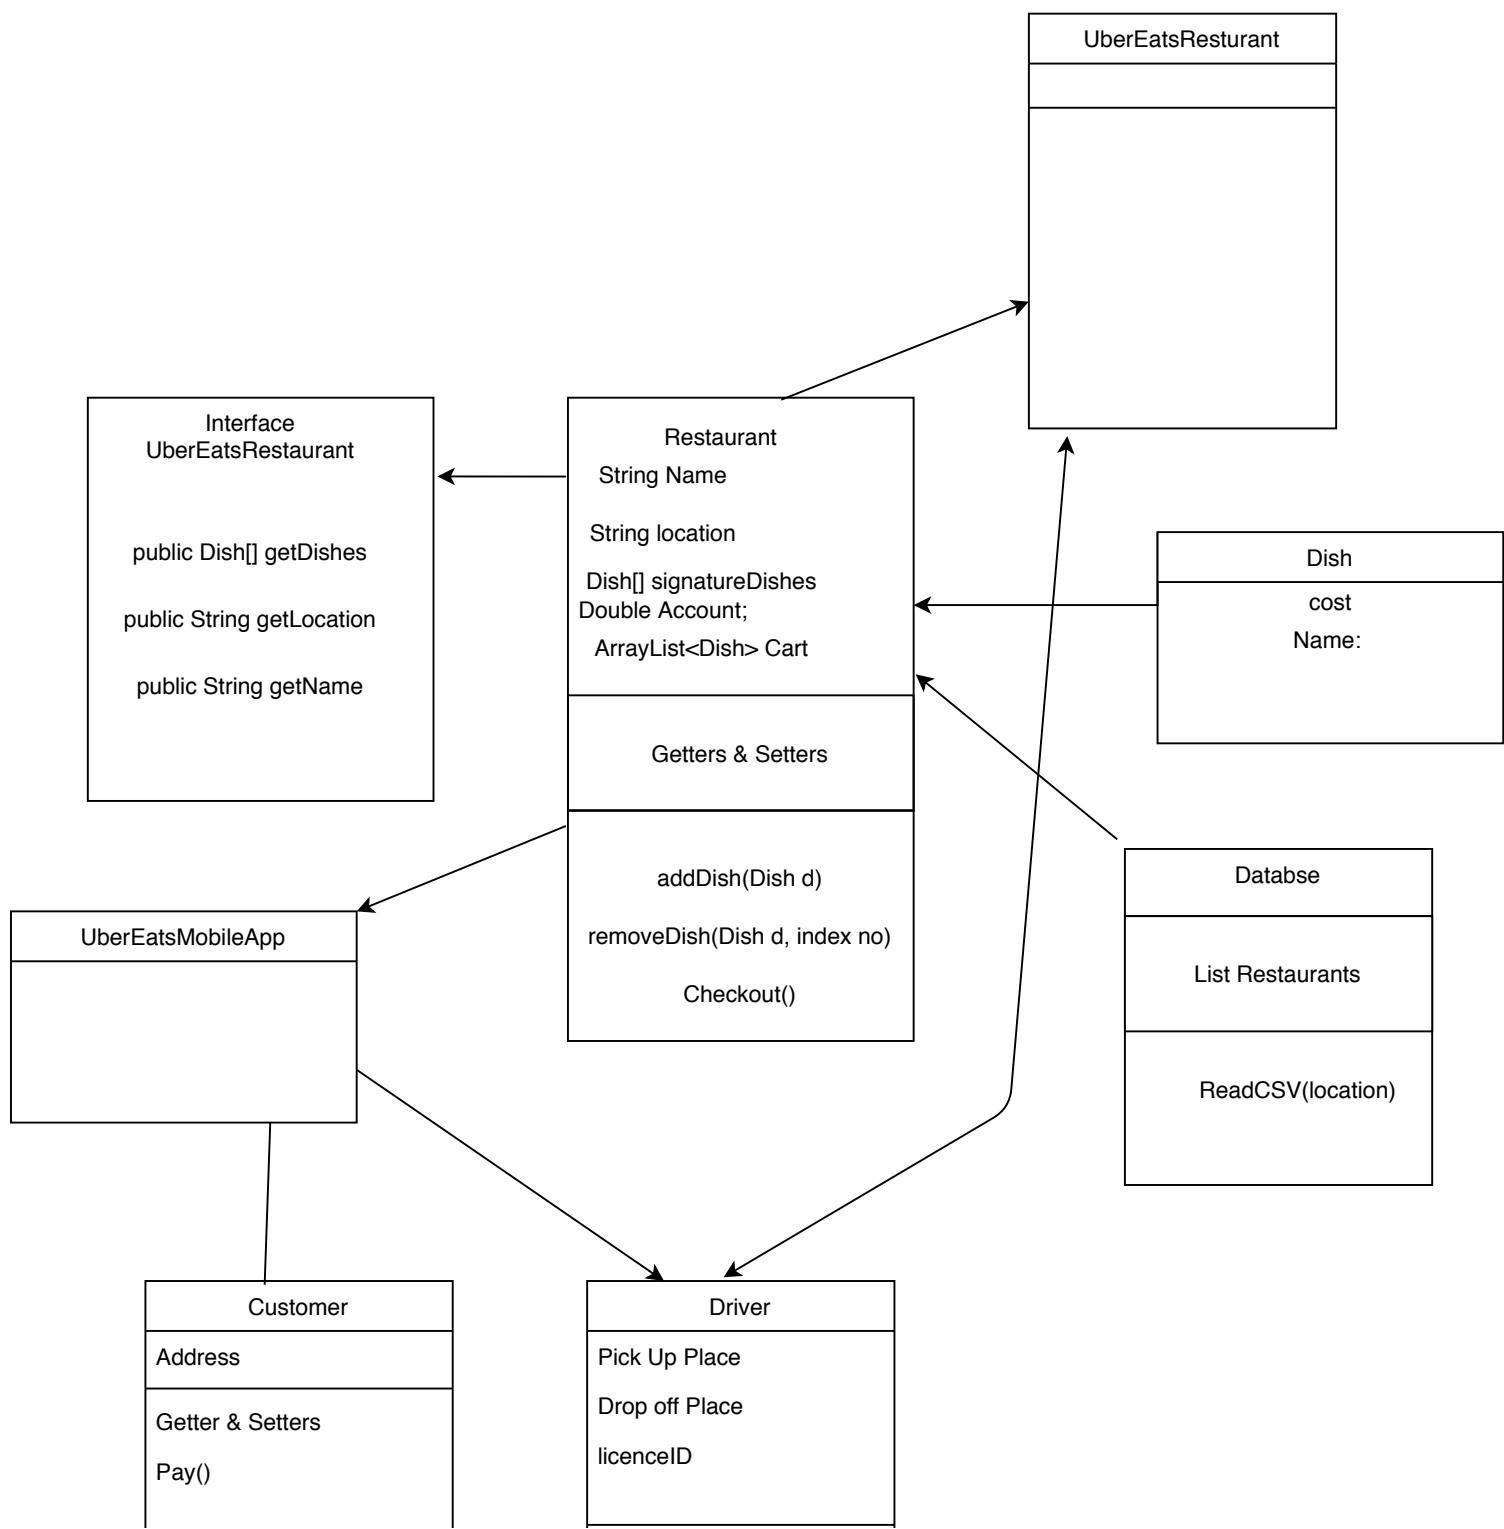 UberEatsResturant
Interface
UberEatsRestaurant
public Dish[] getDishes
public String getLocation
public String getName
Restaurant
String Name
String location
Dish[] signatureDishes
Double Account;
ArrayList<Dish> Cart
Getters & Setters
addDish(Dish d)
removeDish(Dish d, index no)
Checkout()
Dish
cost
Name:
Databse
List Restaurants
ReadCSV(location)
UberEatsMobileApp
Customer
Address
Getter & Setters
Pay()
Driver
Pick Up Place
Drop off Place
licenceID